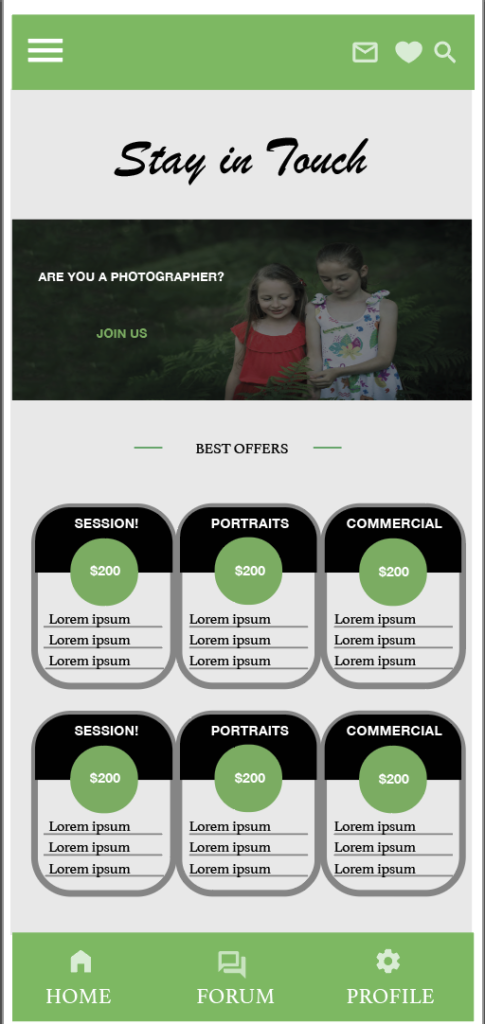 Stay in Touch
ARE YOU A PHOTOGRAPHER?
JOIN US
BEST OFFERS
SESSION! PORTRAITS COMMERCIAL
$200 $200 $200
Lorem ipsum Lorem ipsum Lorem ipsum
Lorem ipsum Lorem ipsum Lorem ipsum
Lorem ipsum Lorem ipsum Lorem ipsum
SESSION! PORTRAITS COMMERCIAL
$200 $200 $200
Lorem ipsum Lorem ipsum Lorem ipsum
Lorem ipsum Lorem ipsum Lorem ipsum
Lorem ipsum Lorem ipsum Lorem ipsum
HOME FORUM PROFILE